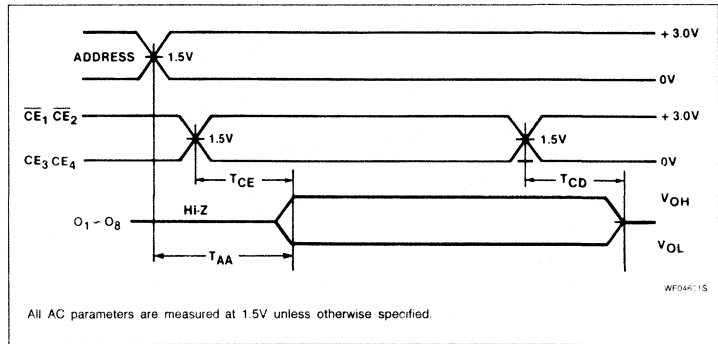 + 3.0V
ADDRESS
1.5V
0V
CE1 CE2
+ 3.0V
1.5V
1.5V
CE3 CE4
0V
TCE
TCD
Hi-Z
VOH
O1 – O8
TAA
VOL
All AC parameters are measured at 1.5V unless otherwise specified.